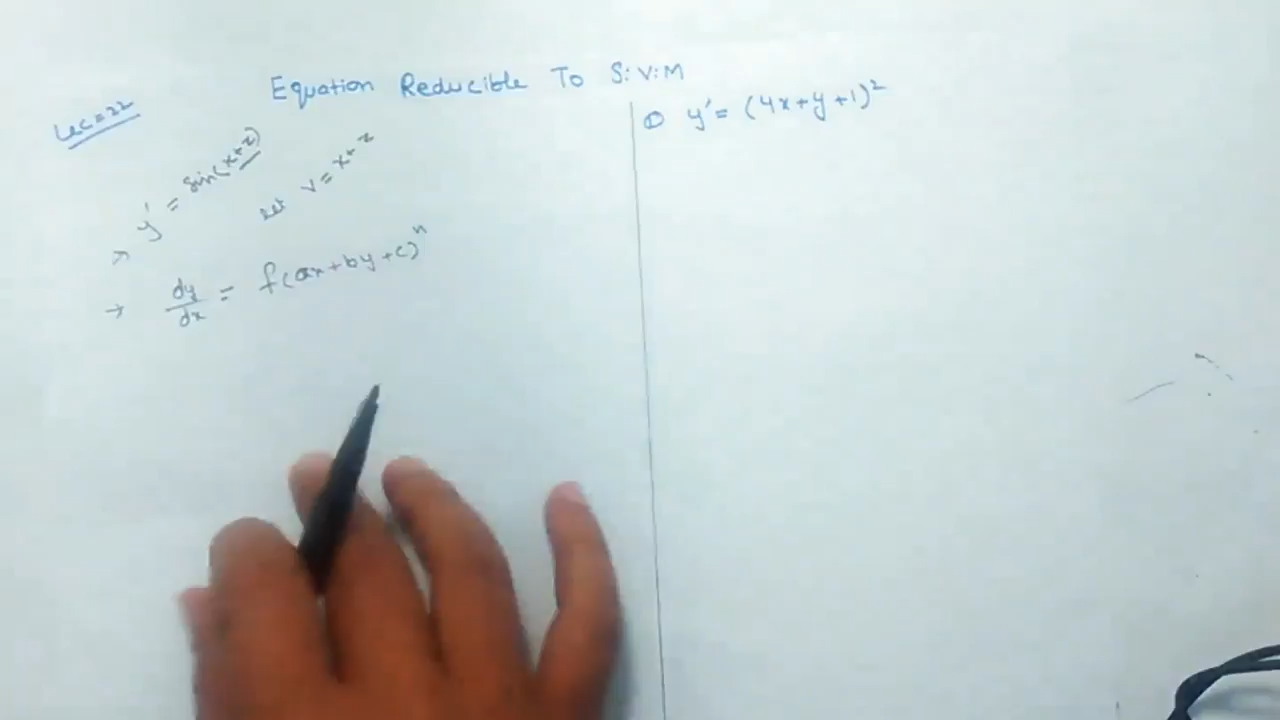 Equation Reducible To S:V:M
Lec=22
→ y' = sin(x+z)
let v = x+z
→ dy/dx = f(ax+by+c)ⁿ
① y' = (4x+y+1)²